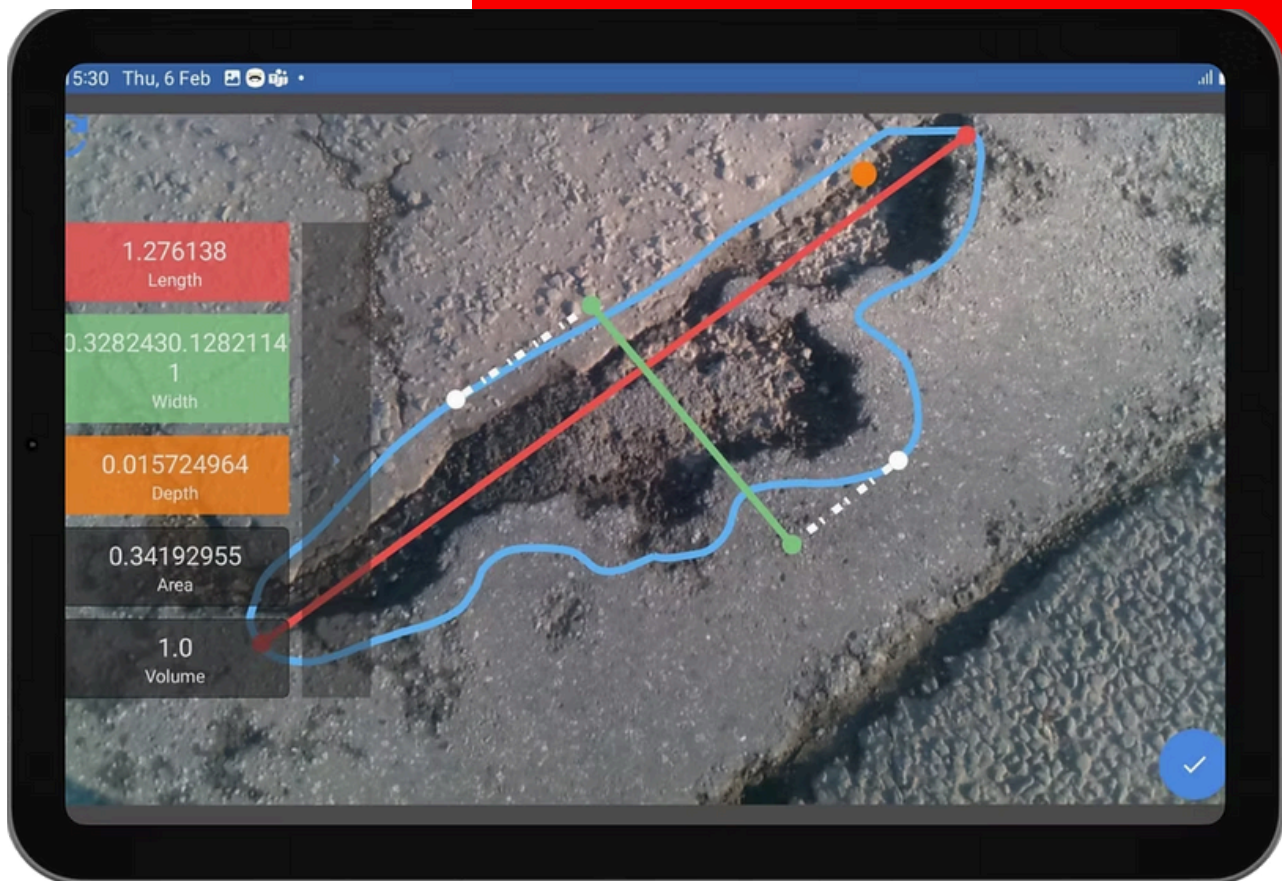 15:30 Thu, 6 Feb
1.276138
Length
0.3282430.1282114
1
Width
0.015724964
Depth
0.34192955
Area
1.0
Volume